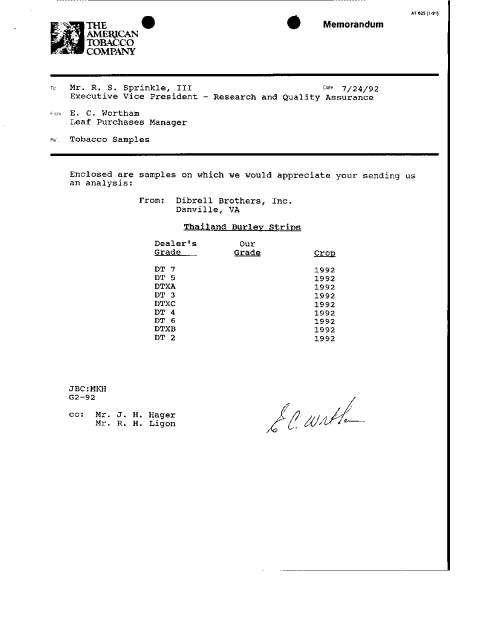 AT 825 (1-91)
THE
AMERICAN
TOBACCO
COMPANY
Memorandum
To: Mr. R. S. Sprinkle, III Date 7/24/92
Executive Vice President - Research and Quality Assurance
From E. C. Wortham
Leaf Purchases Manager
Re: Tobacco Samples
Enclosed are samples on which we would appreciate your sending us
an analysis:
From: Dibrell Brothers, Inc.
Danville, VA
Thailand Burley Strips
Dealer's Our
Grade Grade Crop
DT 7 1992
DT 5 1992
DTXA 1992
DT 3 1992
DTXC 1992
DT 4 1992
DT 6 1992
DTXB 1992
DT 2 1992
JBC:MKH
G2-92
cc: Mr. J. H. Hager
Mr. R. H. Ligon
E C. Wortham